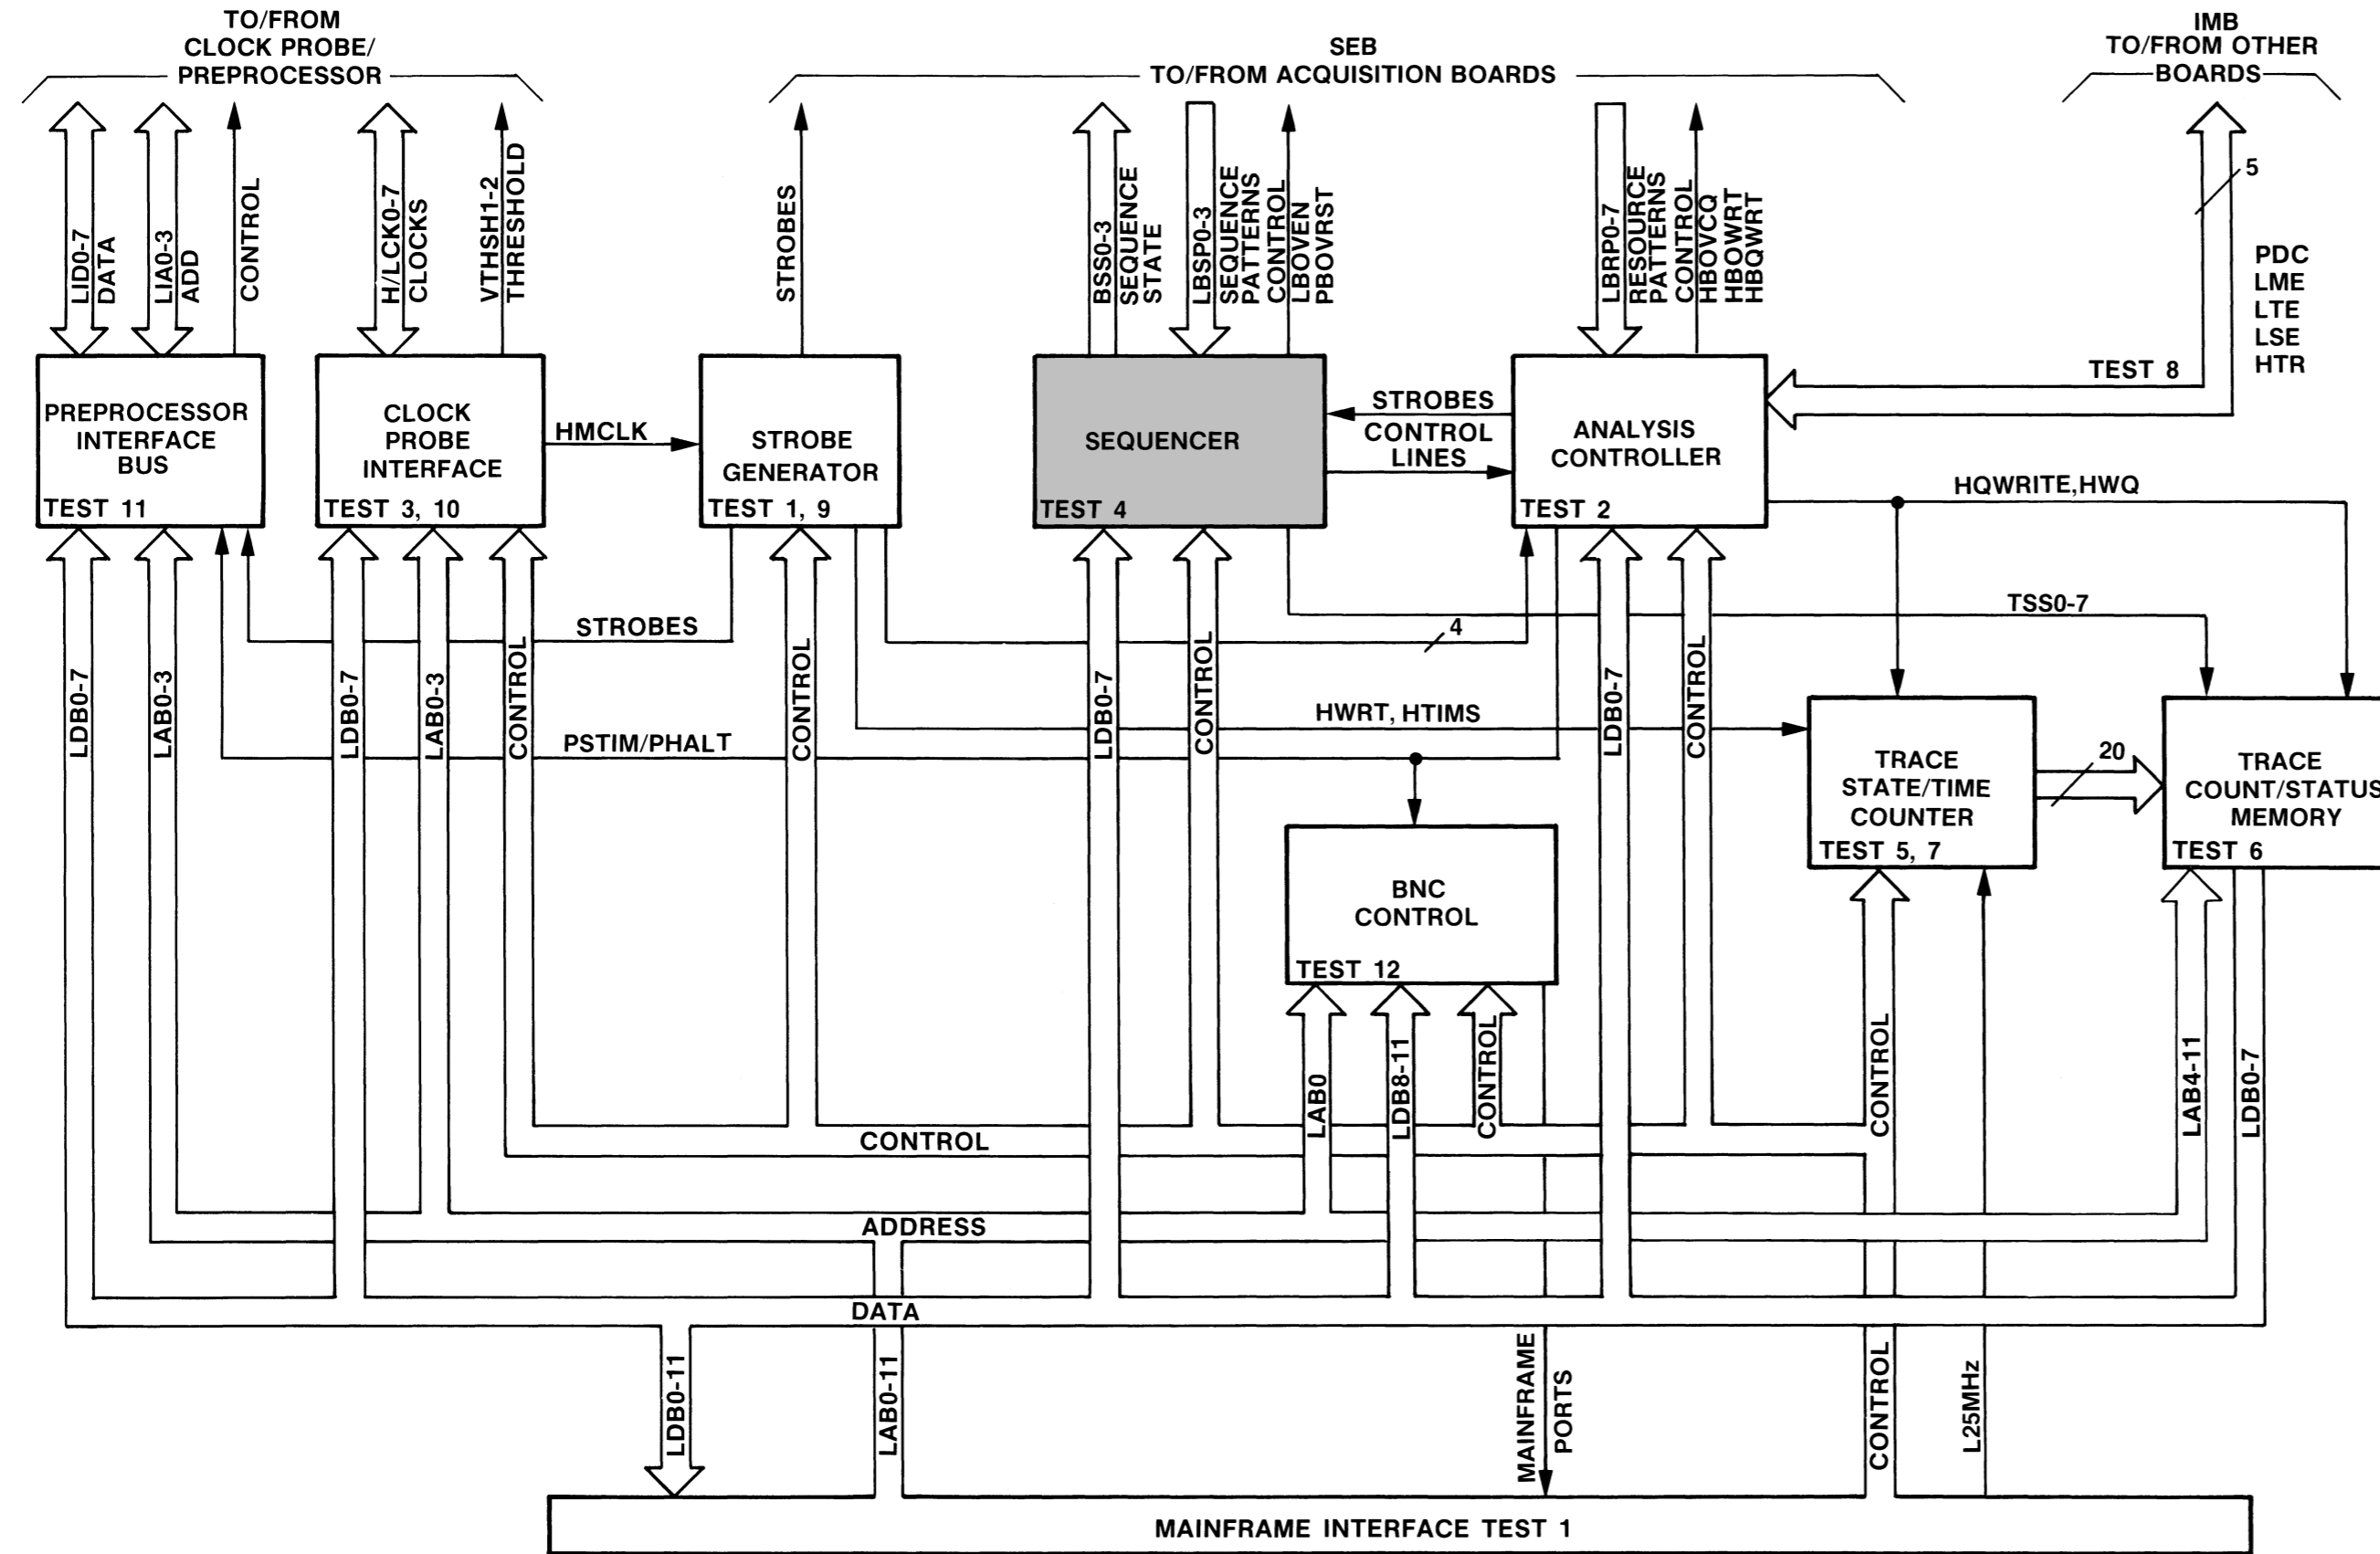 TO/FROM
CLOCK PROBE/
PREPROCESSOR
SEB
TO/FROM ACQUISITION BOARDS
IMB
TO/FROM OTHER
BOARDS
LID0-7
DATA
LIA0-3
ADD
CONTROL
H/LCK0-7
CLOCKS
VTHSH1-2
THRESHOLD
STROBES
BSS0-3
SEQUENCE
STATE
LBSP0-3
SEQUENCE
PATTERNS
CONTROL
LBOVEN
PBOVRST
LBRP0-7
RESOURCE
PATTERNS
CONTROL
HBOVCQ
HBOWRT
HBQWRT
5
PDC
LME
LTE
LSE
HTR
TEST 8
PREPROCESSOR
INTERFACE
BUS
TEST 11
CLOCK
PROBE
INTERFACE
TEST 3, 10
HMCLK
STROBE
GENERATOR
TEST 1, 9
SEQUENCER
TEST 4
STROBES
CONTROL
LINES
ANALYSIS
CONTROLLER
TEST 2
HQWRITE,HWQ
TSS0-7
STROBES
4
LDB0-7
LAB0-3
LDB0-7
LAB0-3
CONTROL
CONTROL
LDB0-7
CONTROL
LDB0-7
CONTROL
HWRT, HTIMS
PSTIM/PHALT
TRACE
STATE/TIME
COUNTER
TEST 5, 7
20
TRACE
COUNT/STATUS
MEMORY
TEST 6
BNC
CONTROL
TEST 12
LAB0
LDB8-11
CONTROL
CONTROL
LAB4-11
LDB0-7
CONTROL
ADDRESS
DATA
LDB0-11
LAB0-11
MAINFRAME
PORTS
CONTROL
L25MHz
MAINFRAME INTERFACE TEST 1